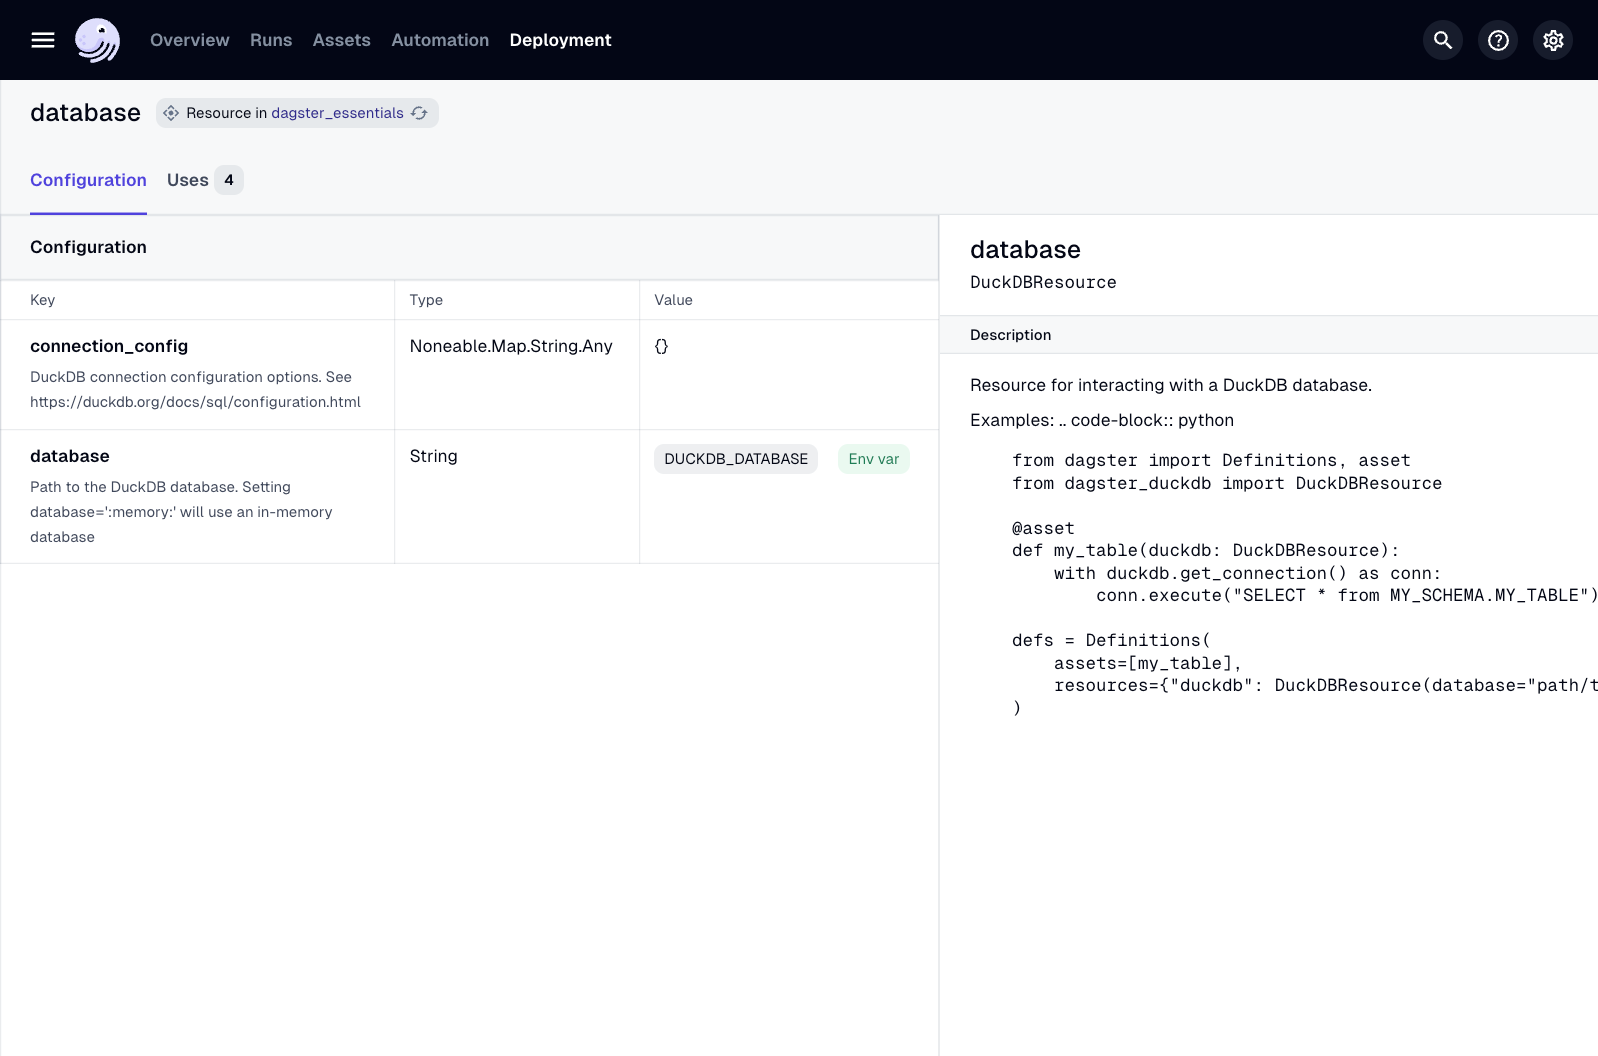 Overview Runs Assets Automation Deployment
database Resource in dagster_essentials
Configuration Uses 4
Configuration
Key Type Value
connection_config Noneable.Map.String.Any {}
DuckDB connection configuration options. See
https://duckdb.org/docs/sql/configuration.html
database String DUCKDB_DATABASE Env var
Path to the DuckDB database. Setting
database=':memory:' will use an in-memory
database
database
DuckDBResource
Description
Resource for interacting with a DuckDB database.
Examples: .. code-block:: python
from dagster import Definitions, asset
from dagster_duckdb import DuckDBResource
@asset
def my_table(duckdb: DuckDBResource):
with duckdb.get_connection() as conn:
conn.execute("SELECT * from MY_SCHEMA.MY_TABLE")
defs = Definitions(
assets=[my_table],
resources={"duckdb": DuckDBResource(database="path/t
)